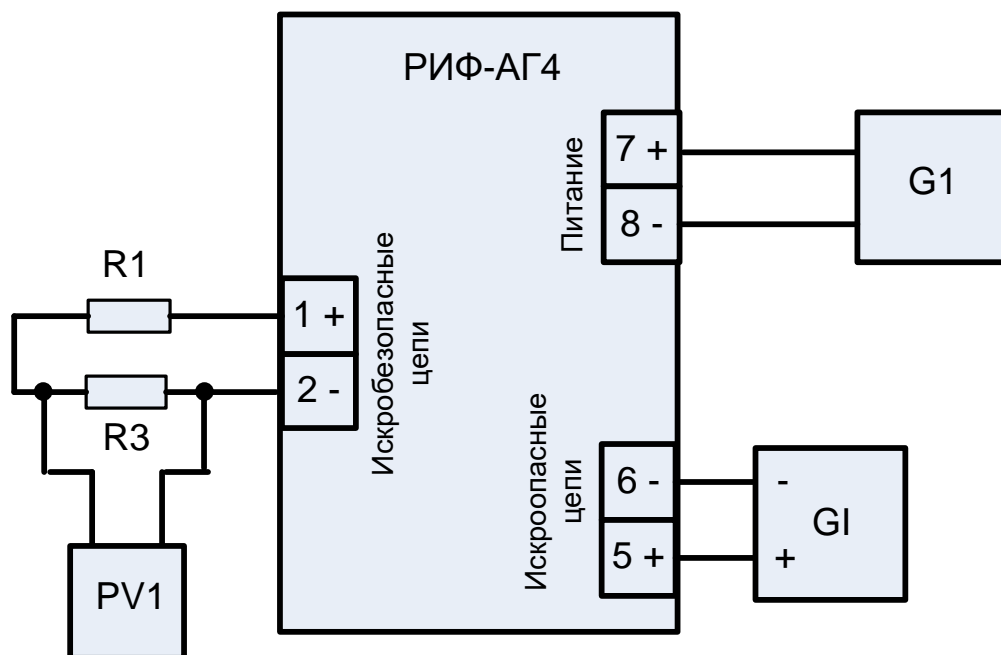 РИФ-АГ4
Питание
7 +
8 -
G1
R1
1 +
2 -
Искробезопасные
цепи
R3
Искроопасные
цепи
6 -
5 +
-
+
GI
PV1